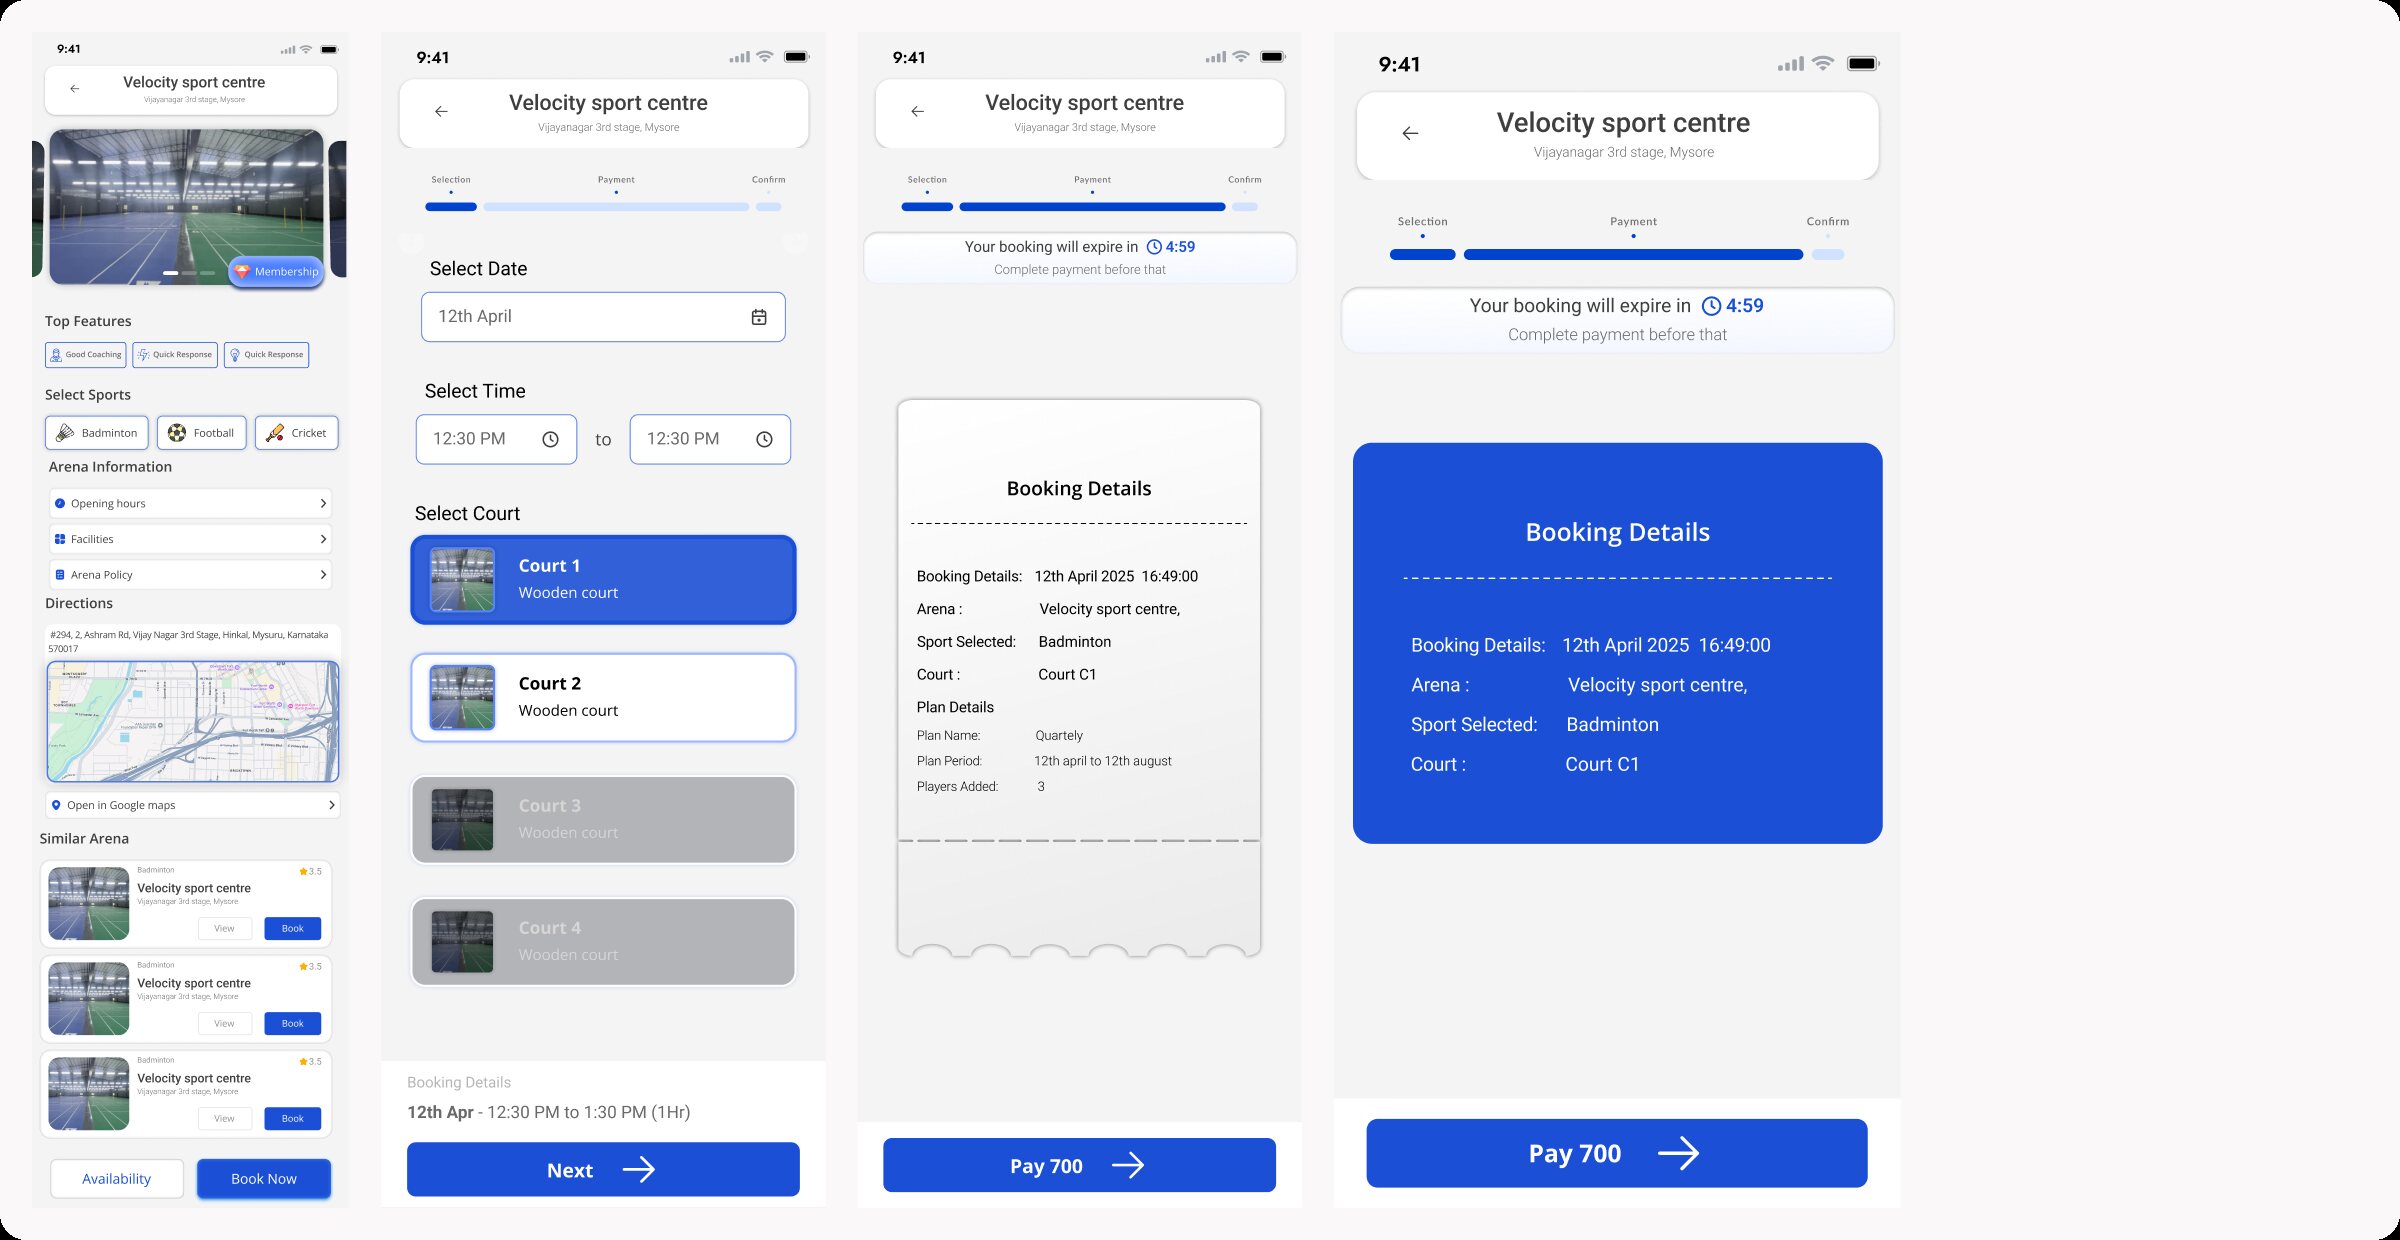 9:41
Velocity sport centre
Vijayanagar 3rd stage, Mysore
Membership
Top Features
Good Coaching
Quick Response
Quick Response
Select Sports
Badminton
Football
Cricket
Arena Information
Opening hours
Facilities
Arena Policy
Directions
#294, 2, Ashram Rd, Vijay Nagar 3rd Stage, Hinkal, Mysuru, Karnataka
570017
Open in Google maps
Similar Arena
Badminton
3.5
Velocity sport centre
Vijayanagar 3rd stage, Mysore
View
Book
Badminton
3.5
Velocity sport centre
Vijayanagar 3rd stage, Mysore
View
Book
Badminton
3.5
Velocity sport centre
Vijayanagar 3rd stage, Mysore
View
Book
Availability
Book Now
9:41
Velocity sport centre
Vijayanagar 3rd stage, Mysore
Selection
Payment
Confirm
Select Date
12th April
Select Time
12:30 PM
to
12:30 PM
Select Court
Court 1
Wooden court
Court 2
Wooden court
Court 3
Wooden court
Court 4
Wooden court
Booking Details
12th Apr - 12:30 PM to 1:30 PM (1Hr)
Next
9:41
Velocity sport centre
Vijayanagar 3rd stage, Mysore
Selection
Payment
Confirm
Your booking will expire in 4:59
Complete payment before that
Booking Details
Booking Details: 12th April 2025 16:49:00
Arena : Velocity sport centre,
Sport Selected: Badminton
Court : Court C1
Plan Details
Plan Name: Quartely
Plan Period: 12th april to 12th august
Players Added: 3
Pay 700
9:41
Velocity sport centre
Vijayanagar 3rd stage, Mysore
Selection
Payment
Confirm
Your booking will expire in 4:59
Complete payment before that
Booking Details
Booking Details: 12th April 2025 16:49:00
Arena : Velocity sport centre,
Sport Selected: Badminton
Court : Court C1
Pay 700